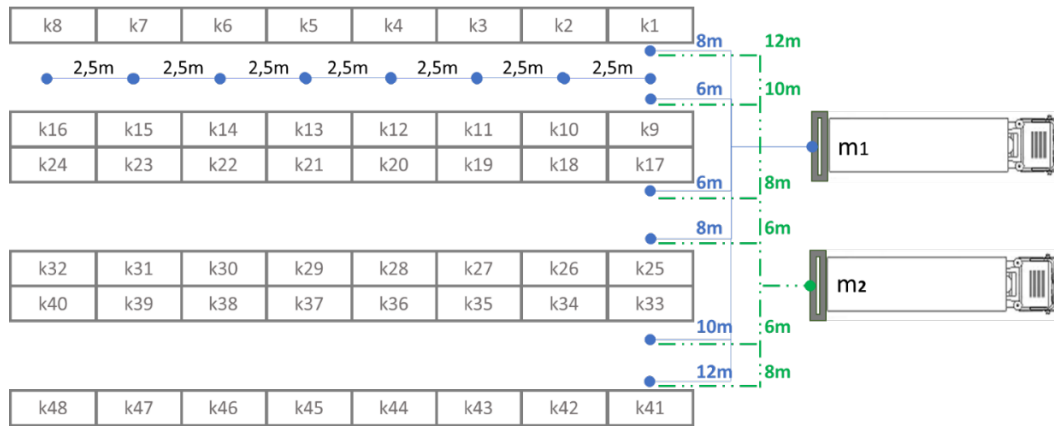 k8 k7 k6 k5 k4 k3 k2 k1
8m 12m
2,5m 2,5m 2,5m 2,5m 2,5m 2,5m 2,5m
6m 10m
k16 k15 k14 k13 k12 k11 k10 k9
m1
k24 k23 k22 k21 k20 k19 k18 k17
6m 8m
8m 6m
k32 k31 k30 k29 k28 k27 k26 k25
m2
k40 k39 k38 k37 k36 k35 k34 k33
10m 6m
12m 8m
k48 k47 k46 k45 k44 k43 k42 k41